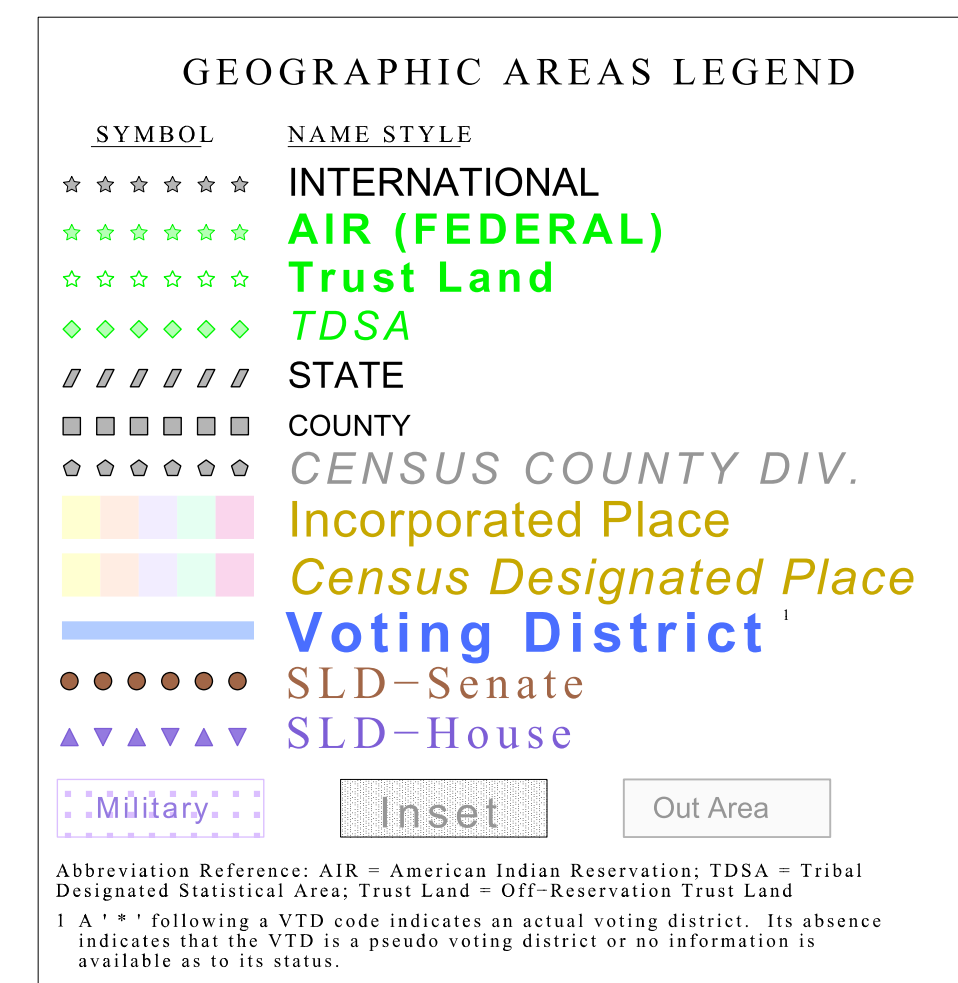 GEOGRAPHIC AREAS LEGEND
SYMBOL NAME STYLE
INTERNATIONAL
AIR (FEDERAL)
Trust Land
TDSA
STATE
COUNTY
CENSUS COUNTY DIV.
Incorporated Place
Census Designated Place
Voting District 1
SLD−Senate
SLD−House
Military Inset Out Area
Abbreviation Reference: AIR = American Indian Reservation; TDSA = Tribal
Designated Statistical Area; Trust Land = Off−Reservation Trust Land
1 A ' * ' following a VTD code indicates an actual voting district. Its absence
indicates that the VTD is a pseudo voting district or no information is
available as to its status.